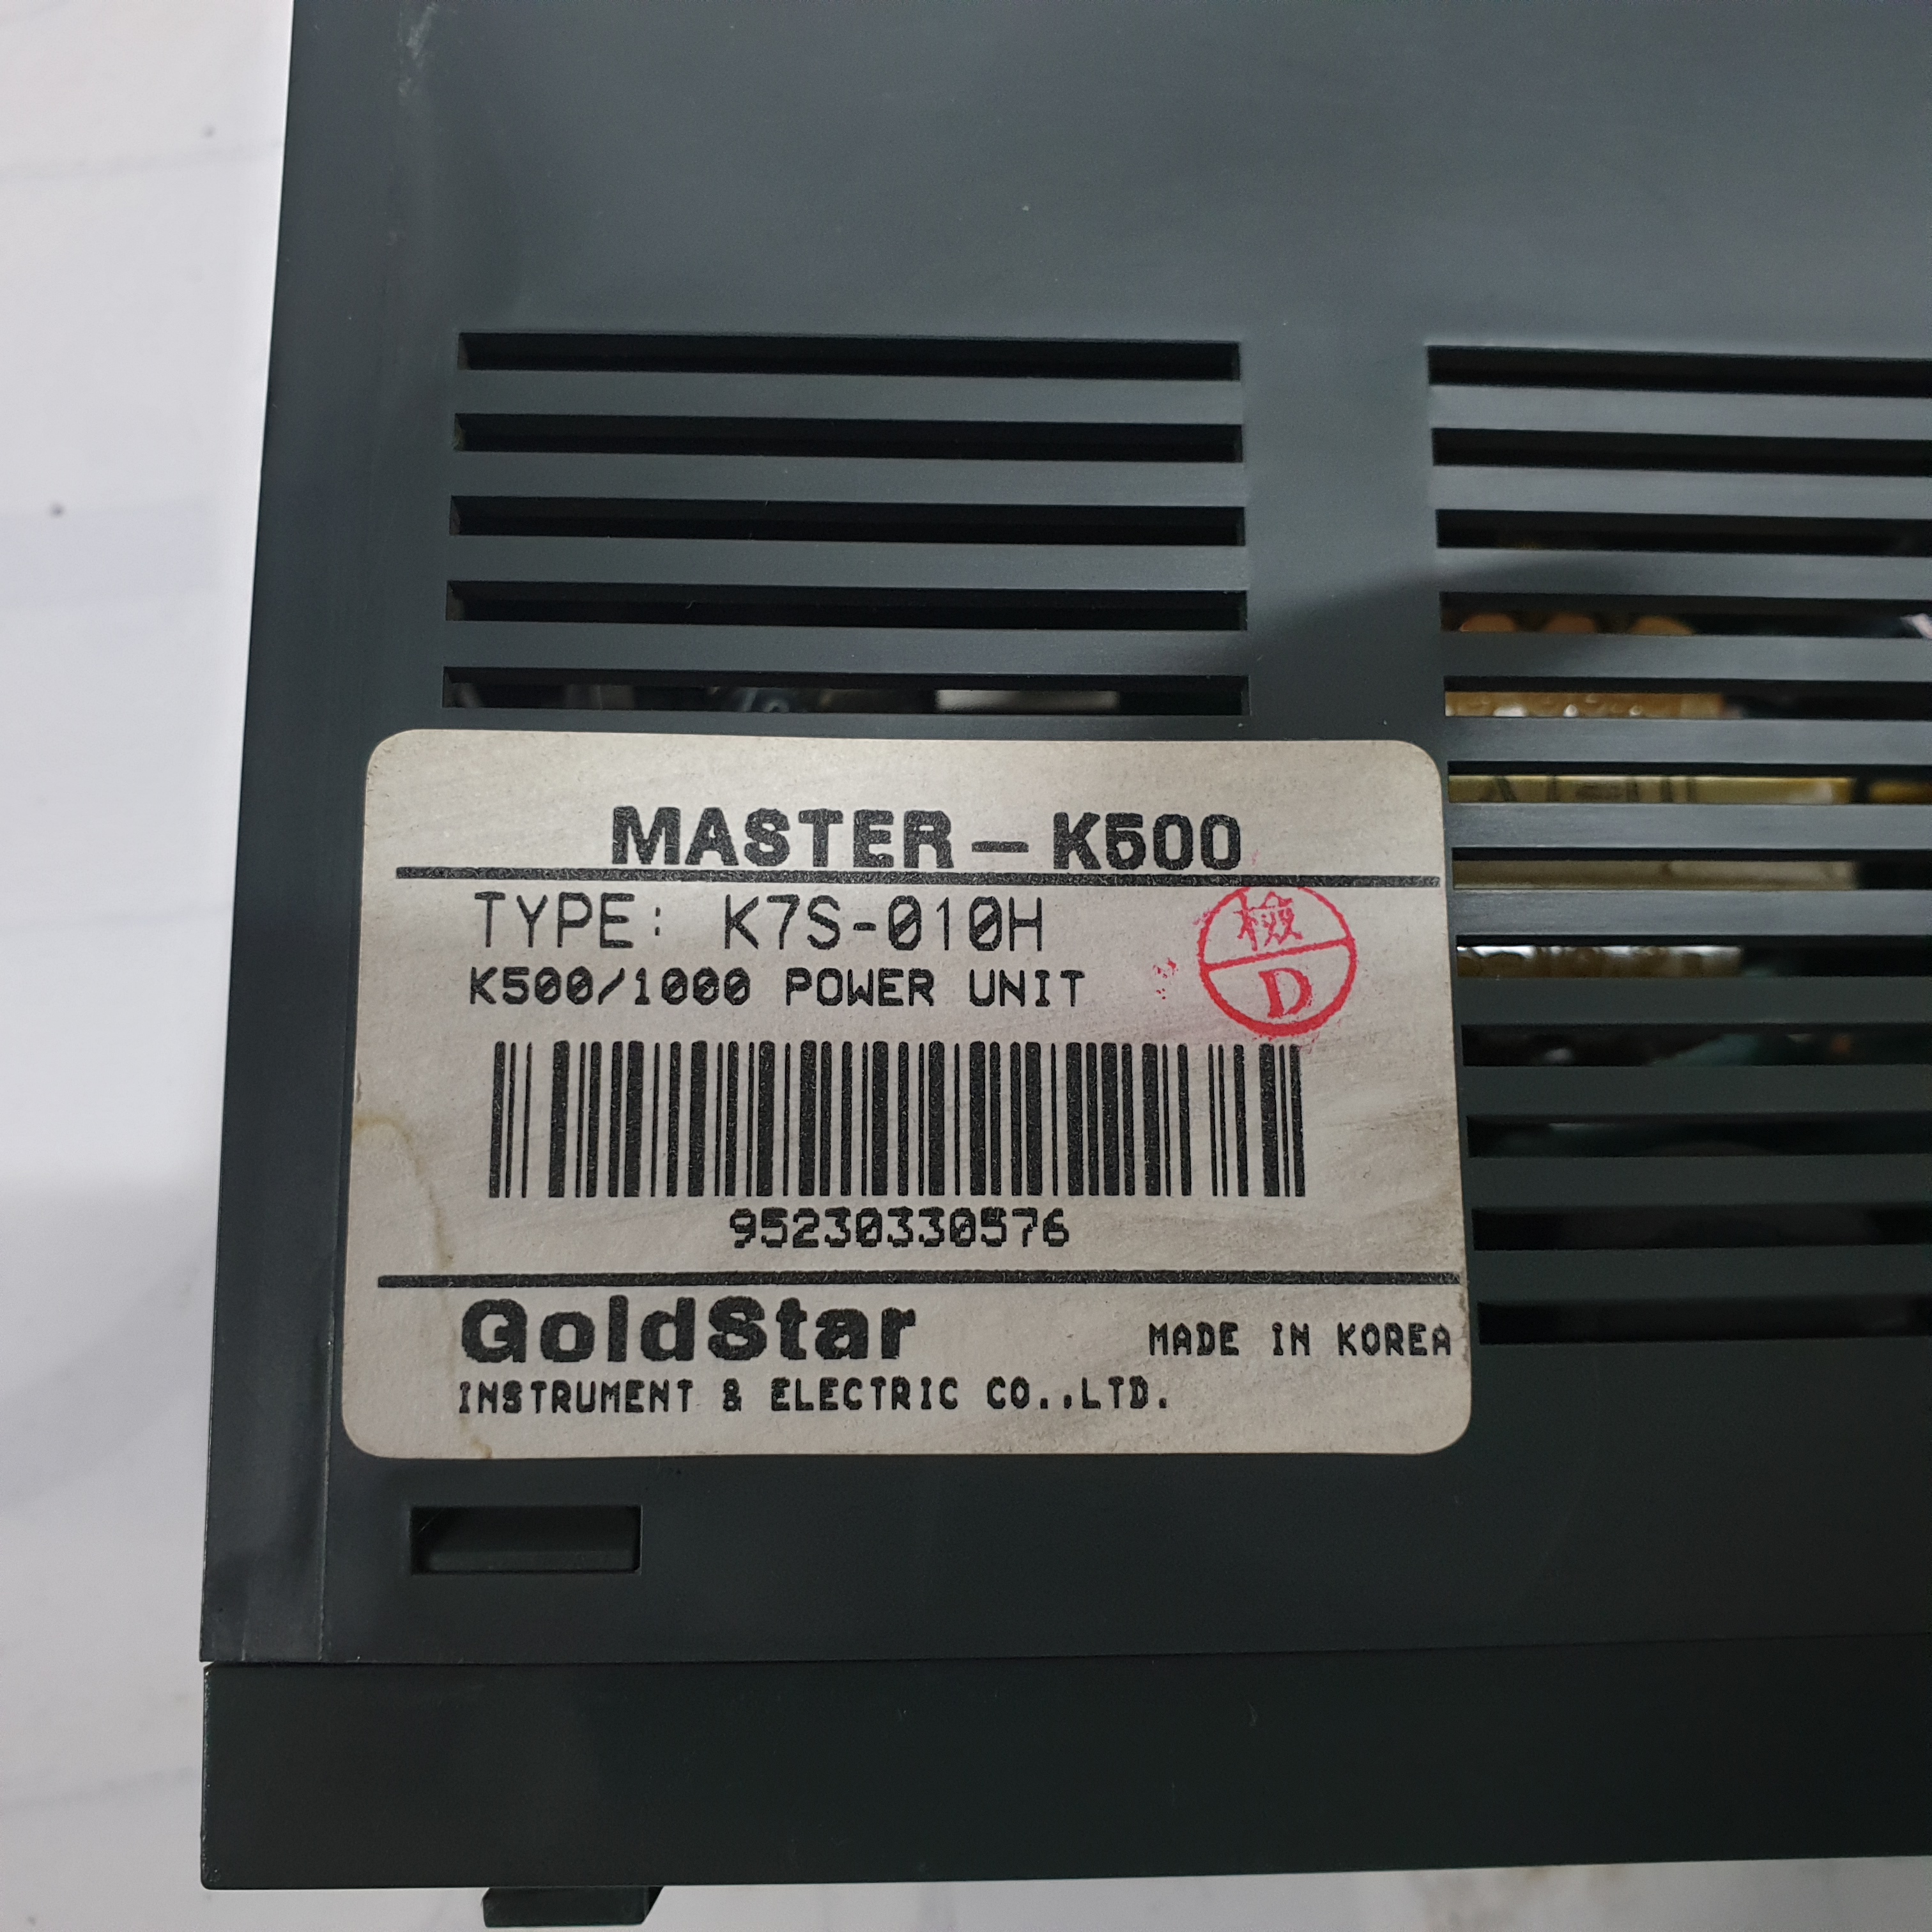 MASTER-K500
TYPE: K7S-010H
K500/1000 POWER UNIT
檢
D
95230330576
GoldStar
MADE IN KOREA
INSTRUMENT & ELECTRIC CO.,LTD.